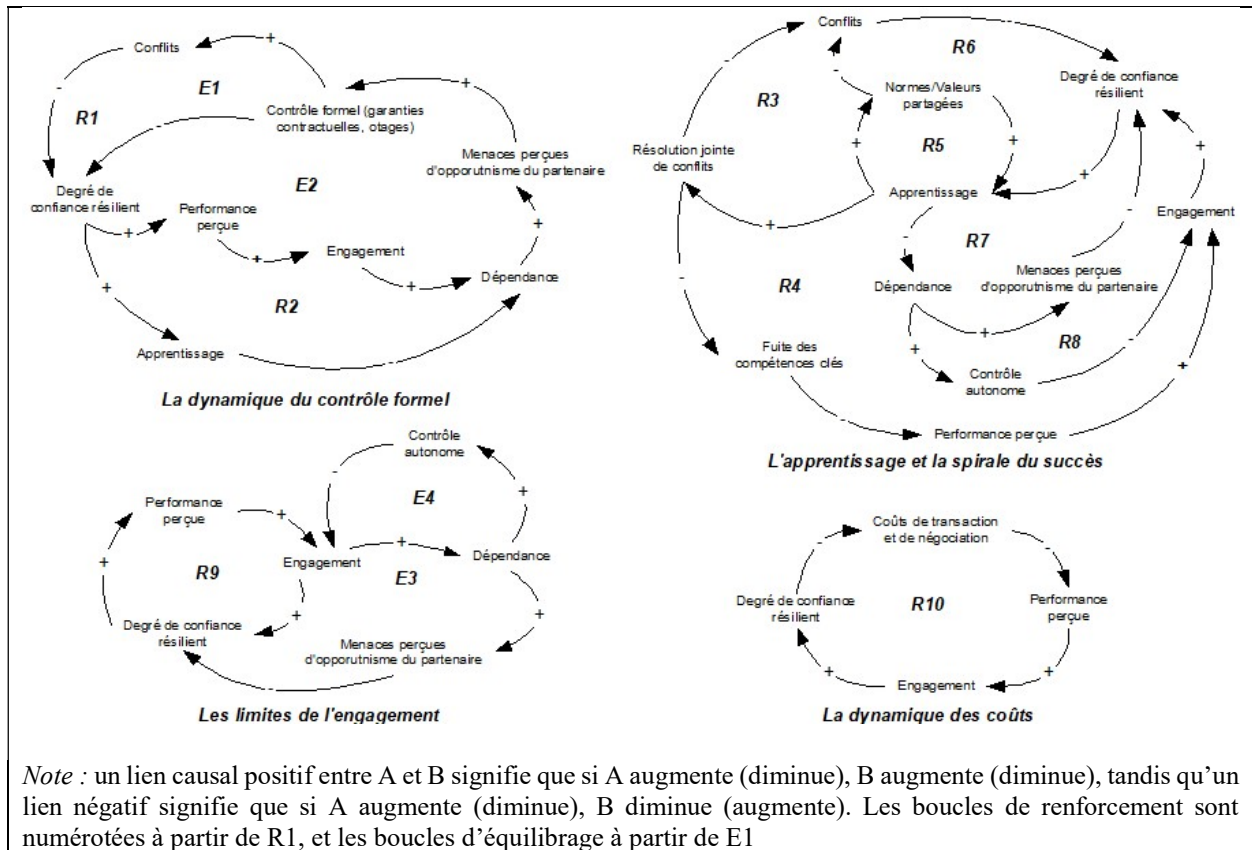 Conflits
+
-
E1
R1
Contrôle formel (garanties
contractuelles, otages)
-
+
Menaces perçues
d'opporutnisme du partenaire
E2
Degré de
confiance résilient
Performance
perçue
+
+
Engagement
+
+
Dépendance
R2
-
Apprentissage
-
La dynamique du contrôle formel
Conflits
R6
-
-
Degré de confiance
résilient
-
R3
Normes/Valeurs
partagées
+
R5
+
+
-
+
Résolution jointe
de conflits
Apprentissage
+
-
R7
Engagement
-
R4
Dépendance
Menaces perçues
d'opporutnisme du partenaire
+
R8
+
-
Fuite des
compétences clés
Contrôle
autonome
+
-
Performance perçue
L'apprentissage et la spirale du succès
Contrôle
autonome
-
E4
+
Performance
perçue
+
Engagement
+
Dépendance
+
R9
E3
+
+
Degré de confiance
résilient
Menaces perçues
d'opporutnisme du partenaire
-
Les limites de l'engagement
Coûts de transaction
et de négociation
-
-
Degré de confiance
résilient
R10
Performance
perçue
+
+
Engagement
La dynamique des coûts
Note : un lien causal positif entre A et B signifie que si A augmente (diminue), B augmente (diminue), tandis qu'un
lien négatif signifie que si A augmente (diminue), B diminue (augmente). Les boucles de renforcement sont
numérotées à partir de R1, et les boucles d'équilibrage à partir de E1